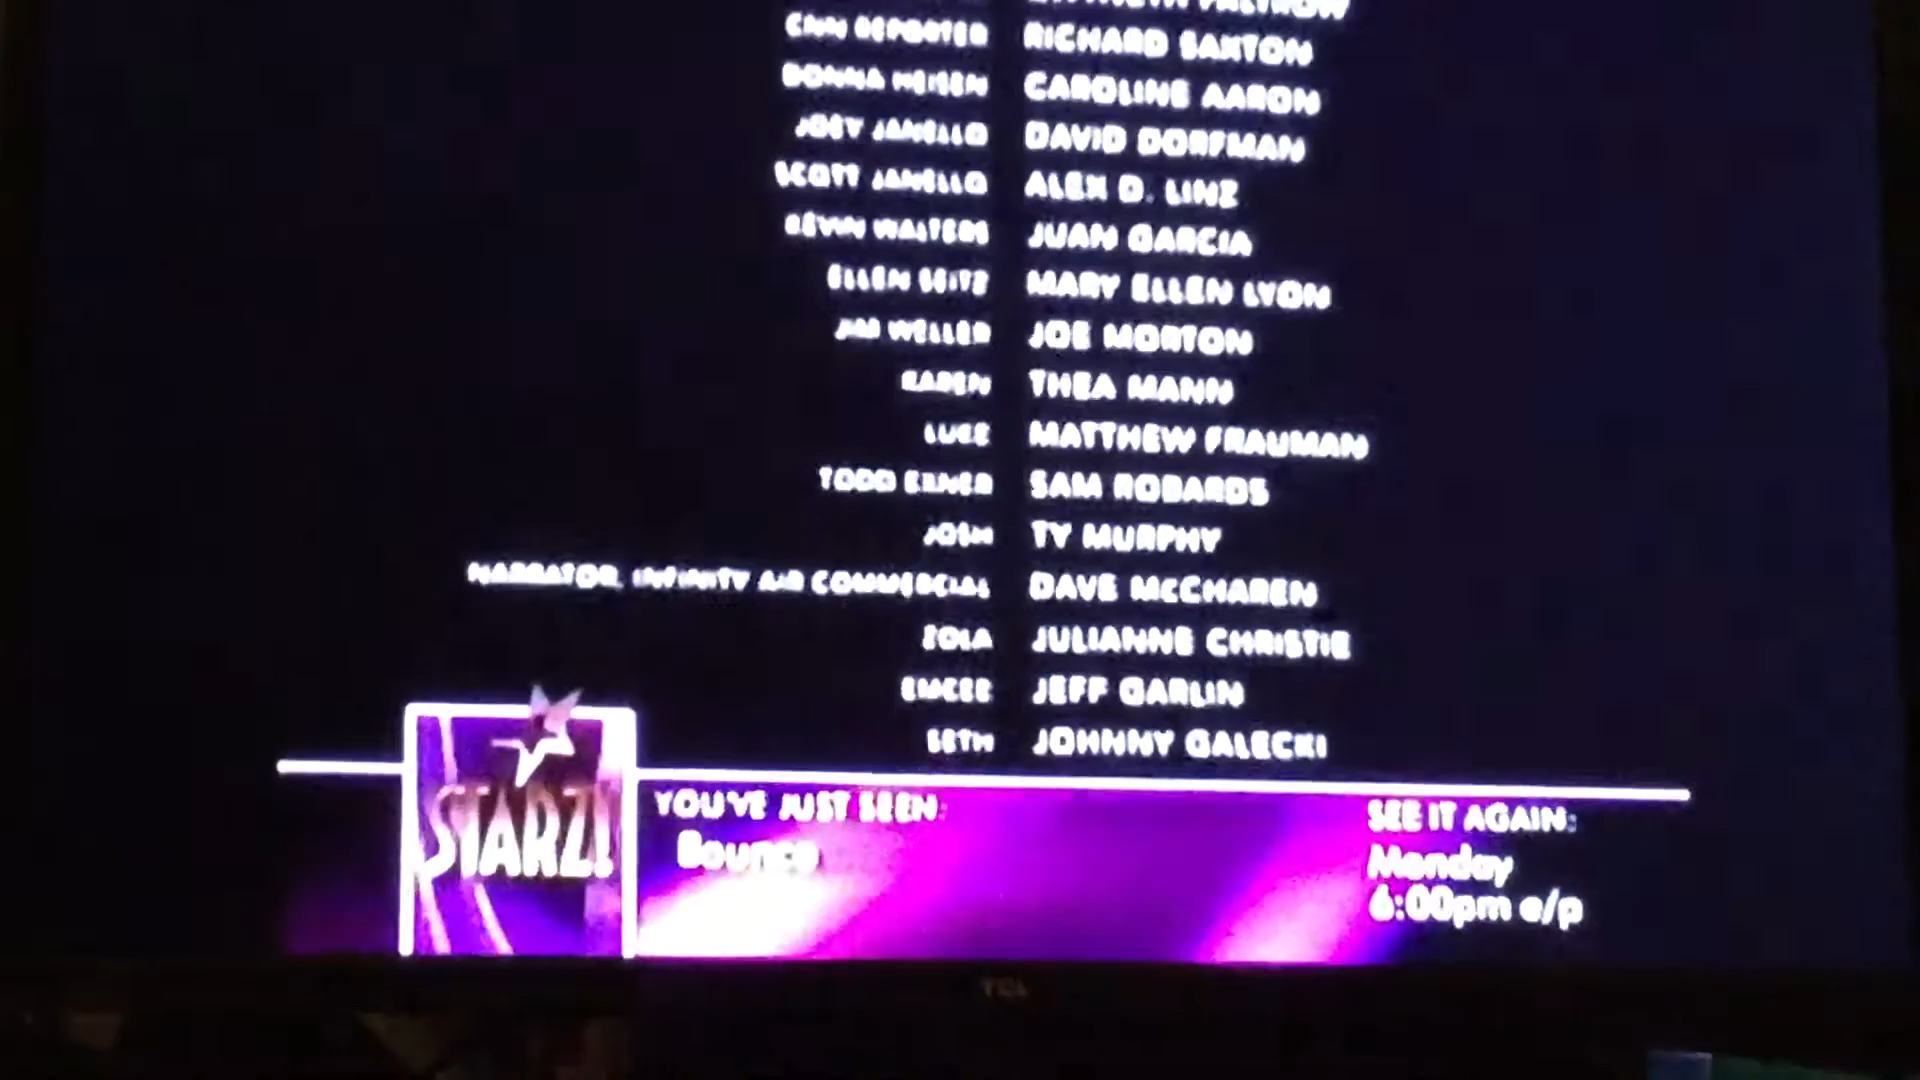 CNN REPORTER RICHARD SAXTON
DONNA HEISEN CAROLINE AARON
JOEY JANELLO DAVID DORFMAN
SCOTT JANELLO ALEX D. LINZ
KEVIN WALTERS JUAN GARCIA
ELLEN SEITZ MARY ELLEN LYON
JIM WELLER JOE MORTON
KAREN THEA MANN
LUKE MATTHEW FRAUMAN
TODD EXNER SAM ROBARDS
JOSH TY MURPHY
NARRATOR, INFINITY AIR COMMERCIAL DAVE McCHAREN
ZOLA JULIANNE CHRISTIE
EMCEE JEFF GARLIN
SETH JOHNNY GALECKI
STARZ!
YOU'VE JUST SEEN:
Bounce
SEE IT AGAIN:
Monday
6:00pm e/p
TCL